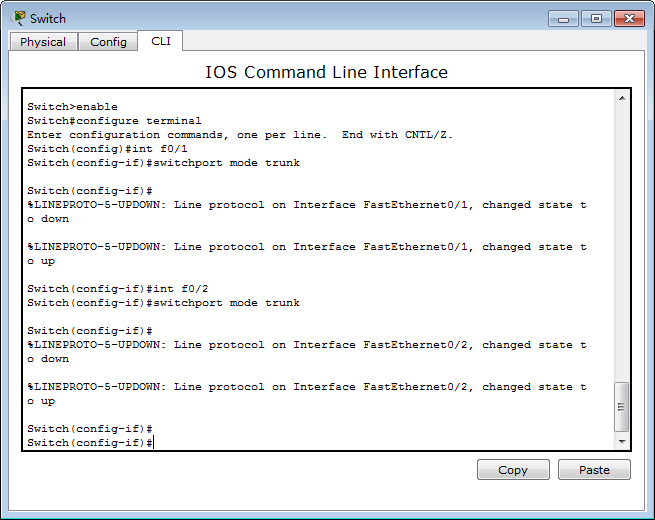 Switch
Physical Config CLI
IOS Command Line Interface
Switch>enable
Switch#configure terminal
Enter configuration commands, one per line.  End with CNTL/Z.
Switch(config)#int f0/1
Switch(config-if)#switchport mode trunk
Switch(config-if)#
%LINEPROTO-5-UPDOWN: Line protocol on Interface FastEthernet0/1, changed state t
o down
%LINEPROTO-5-UPDOWN: Line protocol on Interface FastEthernet0/1, changed state t
o up
Switch(config-if)#int f0/2
Switch(config-if)#switchport mode trunk
Switch(config-if)#
%LINEPROTO-5-UPDOWN: Line protocol on Interface FastEthernet0/2, changed state t
o down
%LINEPROTO-5-UPDOWN: Line protocol on Interface FastEthernet0/2, changed state t
o up
Switch(config-if)#
Switch(config-if)#
Copy Paste